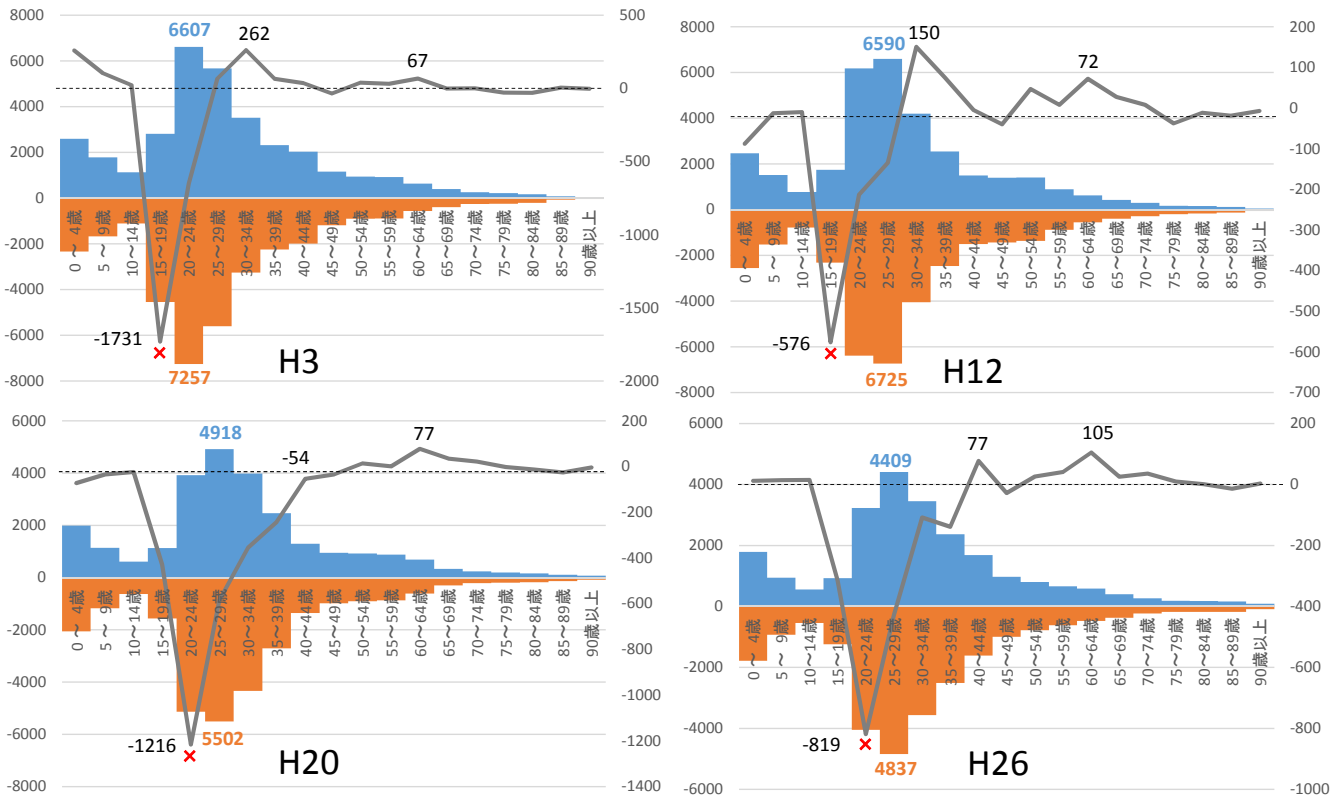 8000
6000
4000
2000
0
-2000
-4000
-6000
-8000
500
0
-500
-1000
-1500
-2000
6607
262
67
-1731
7257
H3
0～ 4歳
5～ 9歳
10～14歳
15～19歳
20～24歳
25～29歳
30～34歳
35～39歳
40～44歳
45～49歳
50～54歳
55～59歳
60～64歳
65～69歳
70～74歳
75～79歳
80～84歳
85～89歳
90歳以上
8000
6000
4000
2000
0
-2000
-4000
-6000
-8000
200
100
0
-100
-200
-300
-400
-500
-600
-700
6590
150
72
-576
6725
H12
0～ 4歳
5～ 9歳
10～14歳
15～19歳
20～24歳
25～29歳
30～34歳
35～39歳
40～44歳
45～49歳
50～54歳
55～59歳
60～64歳
65～69歳
70～74歳
75～79歳
80～84歳
85～89歳
90歳以上
6000
4000
2000
0
-2000
-4000
-6000
-8000
200
0
-200
-400
-600
-800
-1000
-1200
-1400
4918
-54
77
-1216
5502
H20
0～ 4歳
5～ 9歳
10～14歳
15～19歳
20～24歳
25～29歳
30～34歳
35～39歳
40～44歳
45～49歳
50～54歳
55～59歳
60～64歳
65～69歳
70～74歳
75～79歳
80～84歳
85～89歳
90歳以上
6000
4000
2000
0
-2000
-4000
-6000
200
0
-200
-400
-600
-800
-1000
4409
77
105
-819
4837
H26
0～ 4歳
5～ 9歳
10～14歳
15～19歳
20～24歳
25～29歳
30～34歳
35～39歳
40～44歳
45～49歳
50～54歳
55～59歳
60～64歳
65～69歳
70～74歳
75～79歳
80～84歳
85～89歳
90歳以上